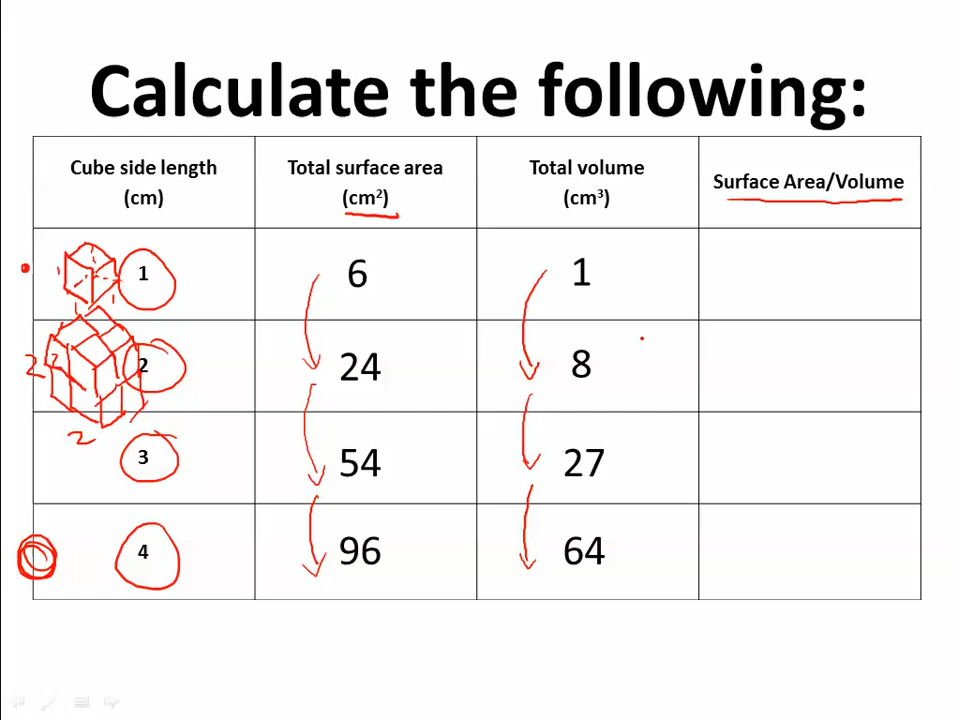 Calculate the following:
Cube side length
(cm)
Total surface area
(cm²)
Total volume
(cm³)
Surface Area/Volume
1
6
1
2
24
8
2
2
2
3
54
27
4
96
64